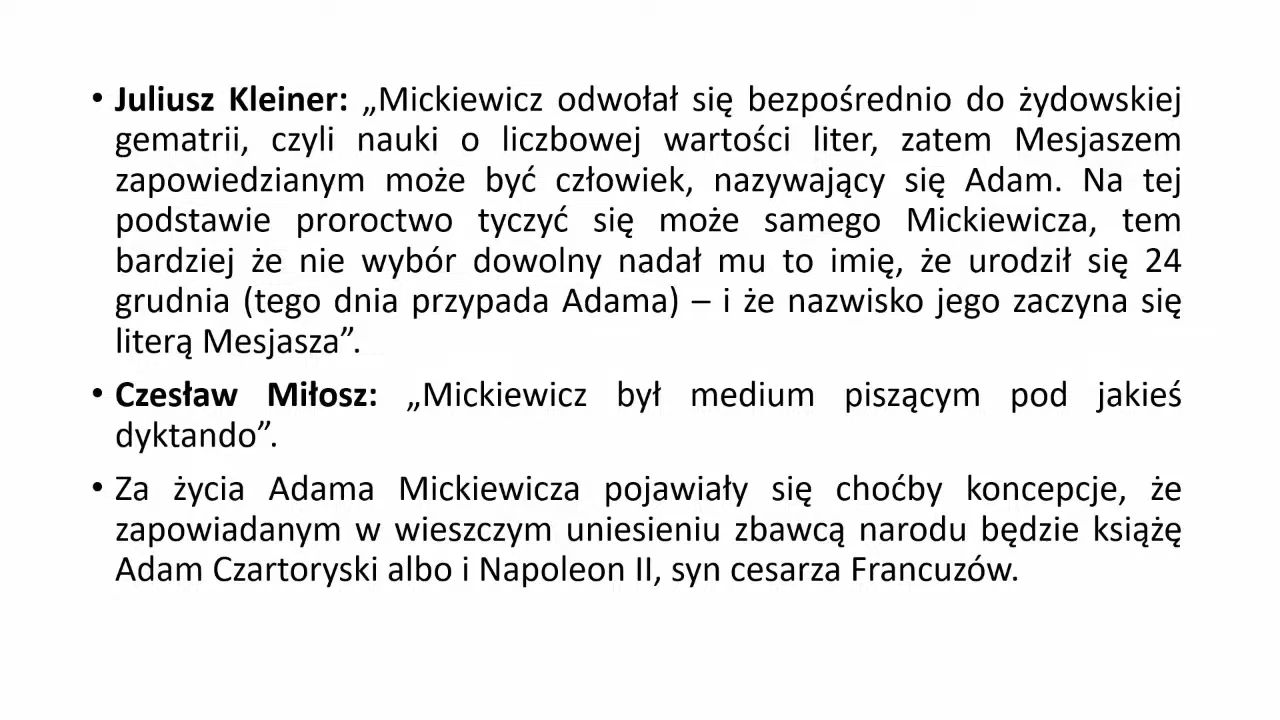 • Juliusz Kleiner: „Mickiewicz odwołał się bezpośrednio do żydowskiej
gematrii, czyli nauki o liczbowej wartości liter, zatem Mesjaszem
zapowiedzianym może być człowiek, nazywający się Adam. Na tej
podstawie proroctwo tyczyć się może samego Mickiewicza, tem
bardziej że nie wybór dowolny nadał mu to imię, że urodził się 24
grudnia (tego dnia przypada Adama) – i że nazwisko jego zaczyna się
literą Mesjasza”.
• Czesław Miłosz: „Mickiewicz był medium piszącym pod jakieś
dyktando”.
• Za życia Adama Mickiewicza pojawiały się choćby koncepcje, że
zapowiadanym w wieszczym uniesieniu zbawcą narodu będzie książę
Adam Czartoryski albo i Napoleon II, syn cesarza Francuzów.